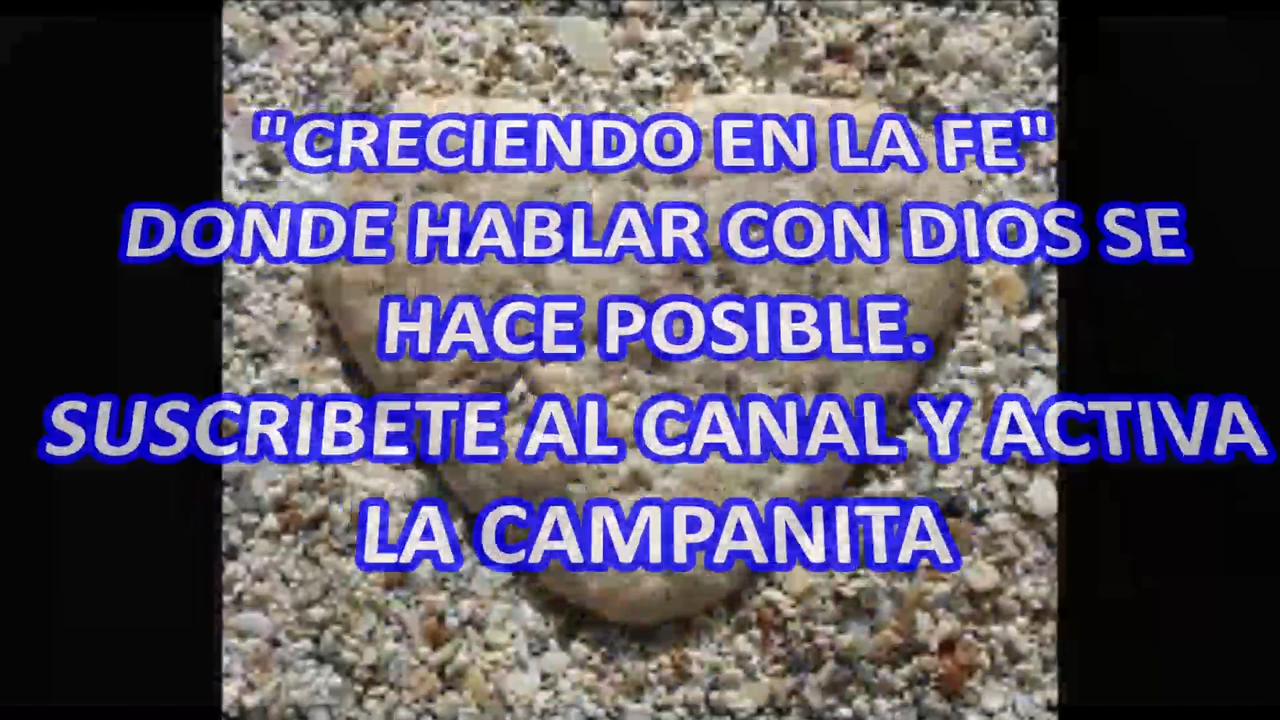 "CRECIENDO EN LA FE"
DONDE HABLAR CON DIOS SE
HACE POSIBLE.
SUSCRIBETE AL CANAL Y ACTIVA
LA CAMPANITA